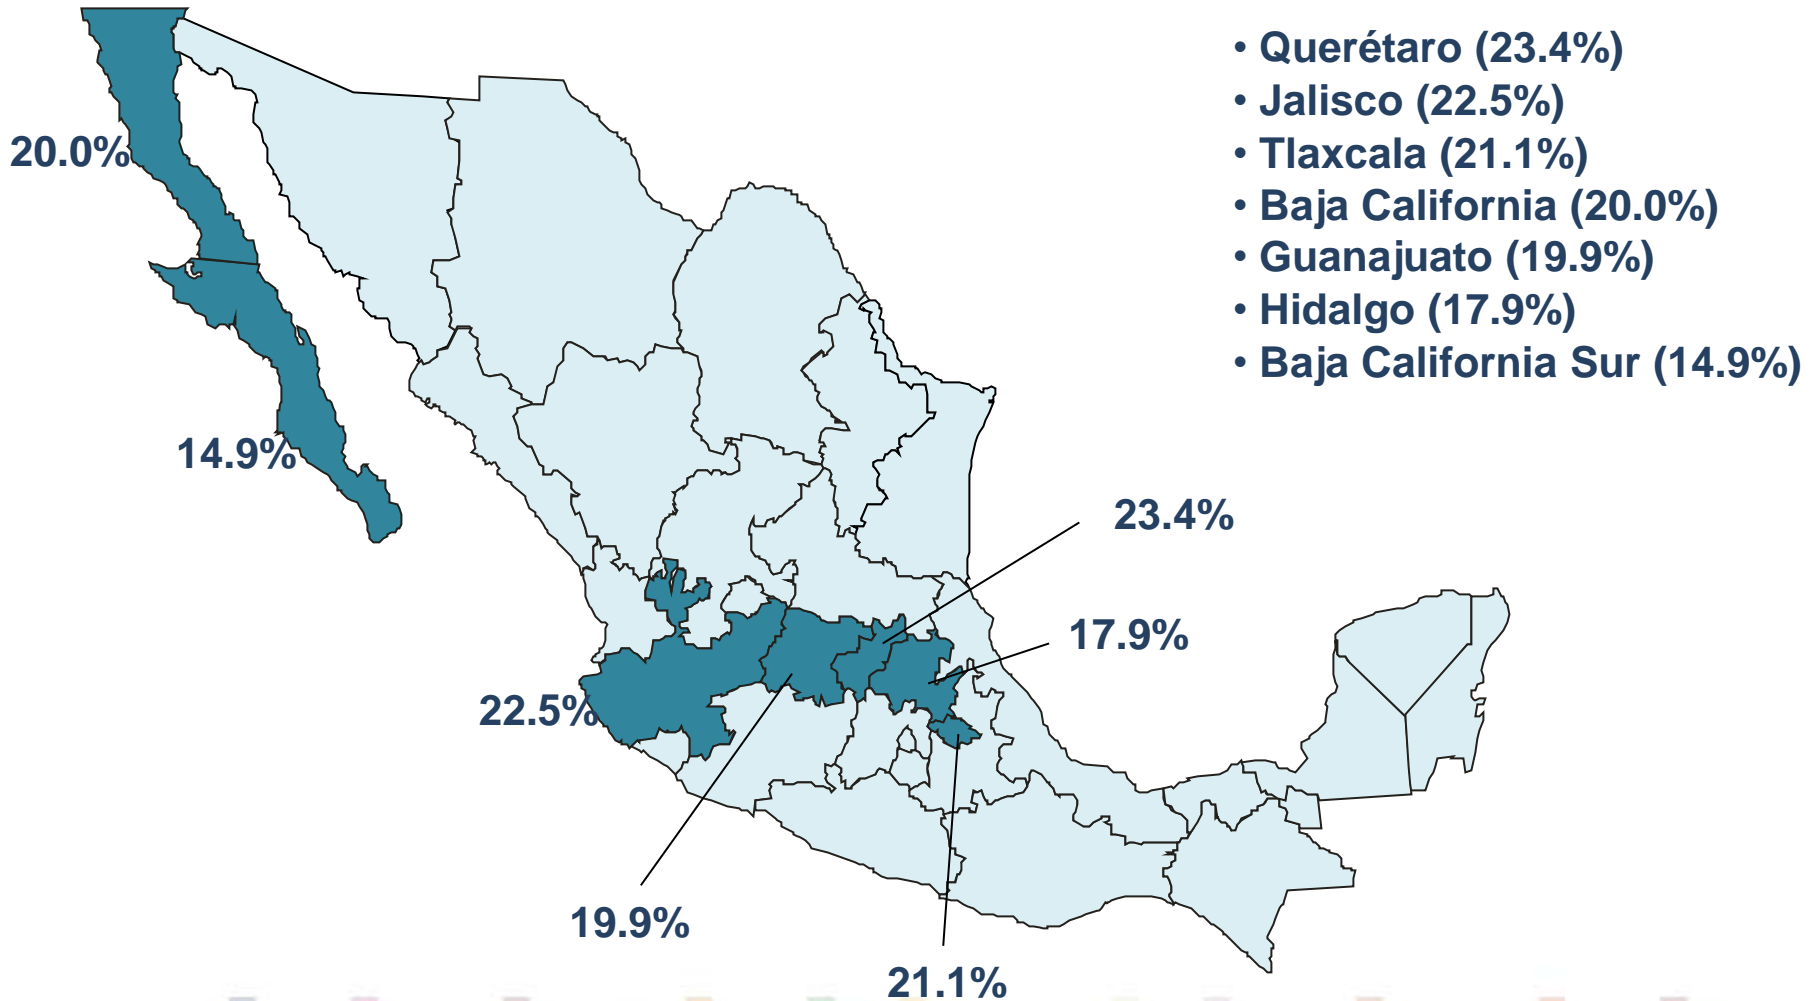 • Querétaro (23.4%)
• Jalisco (22.5%)
• Tlaxcala (21.1%)
• Baja California (20.0%)
• Guanajuato (19.9%)
• Hidalgo (17.9%)
• Baja California Sur (14.9%)
20.0%
14.9%
23.4%
17.9%
22.5%
19.9%
21.1%